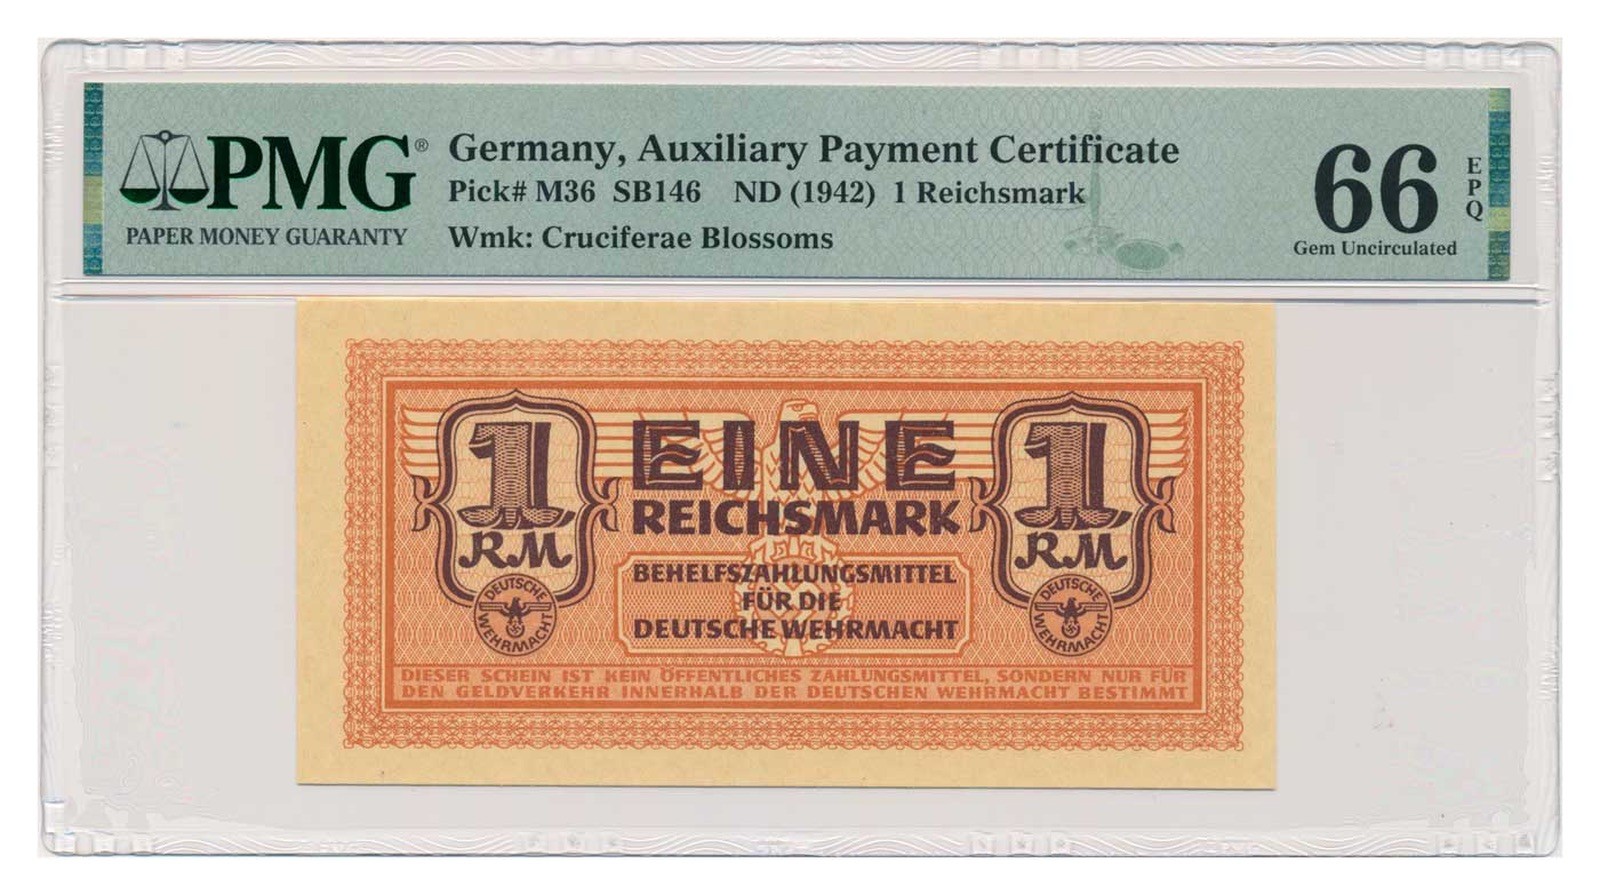 PMG®
PAPER MONEY GUARANTY
Germany, Auxiliary Payment Certificate
Pick# M36 SB146 ND (1942) 1 Reichsmark
Wmk: Cruciferae Blossoms
66
EPQ
Gem Uncirculated
1
RM
DEUTSCHE WEHRMACHT
EINE
REICHSMARK
BEHELFSZAHLUNGSMITTEL
FÜR DIE
DEUTSCHE WEHRMACHT
1
RM
DEUTSCHE WEHRMACHT
DIESER SCHEIN IST KEIN ÖFFENTLICHES ZAHLUNGSMITTEL, SONDERN NUR FÜR
DEN GELDVERKEHR INNERHALB DER DEUTSCHEN WEHRMACHT BESTIMMT